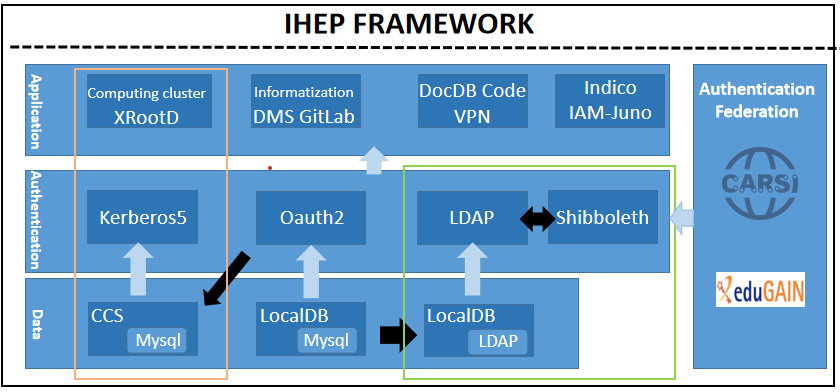 IHEP FRAMEWORK
Application
Computing cluster
XRootD
Informatization
DMS GitLab
DocDB Code
VPN
Indico
IAM-Juno
Authentication
Federation
CARSI
eduGAIN
Authentication
Kerberos5
Oauth2
LDAP
Shibboleth
Data
CCS
Mysql
LocalDB
Mysql
LocalDB
LDAP